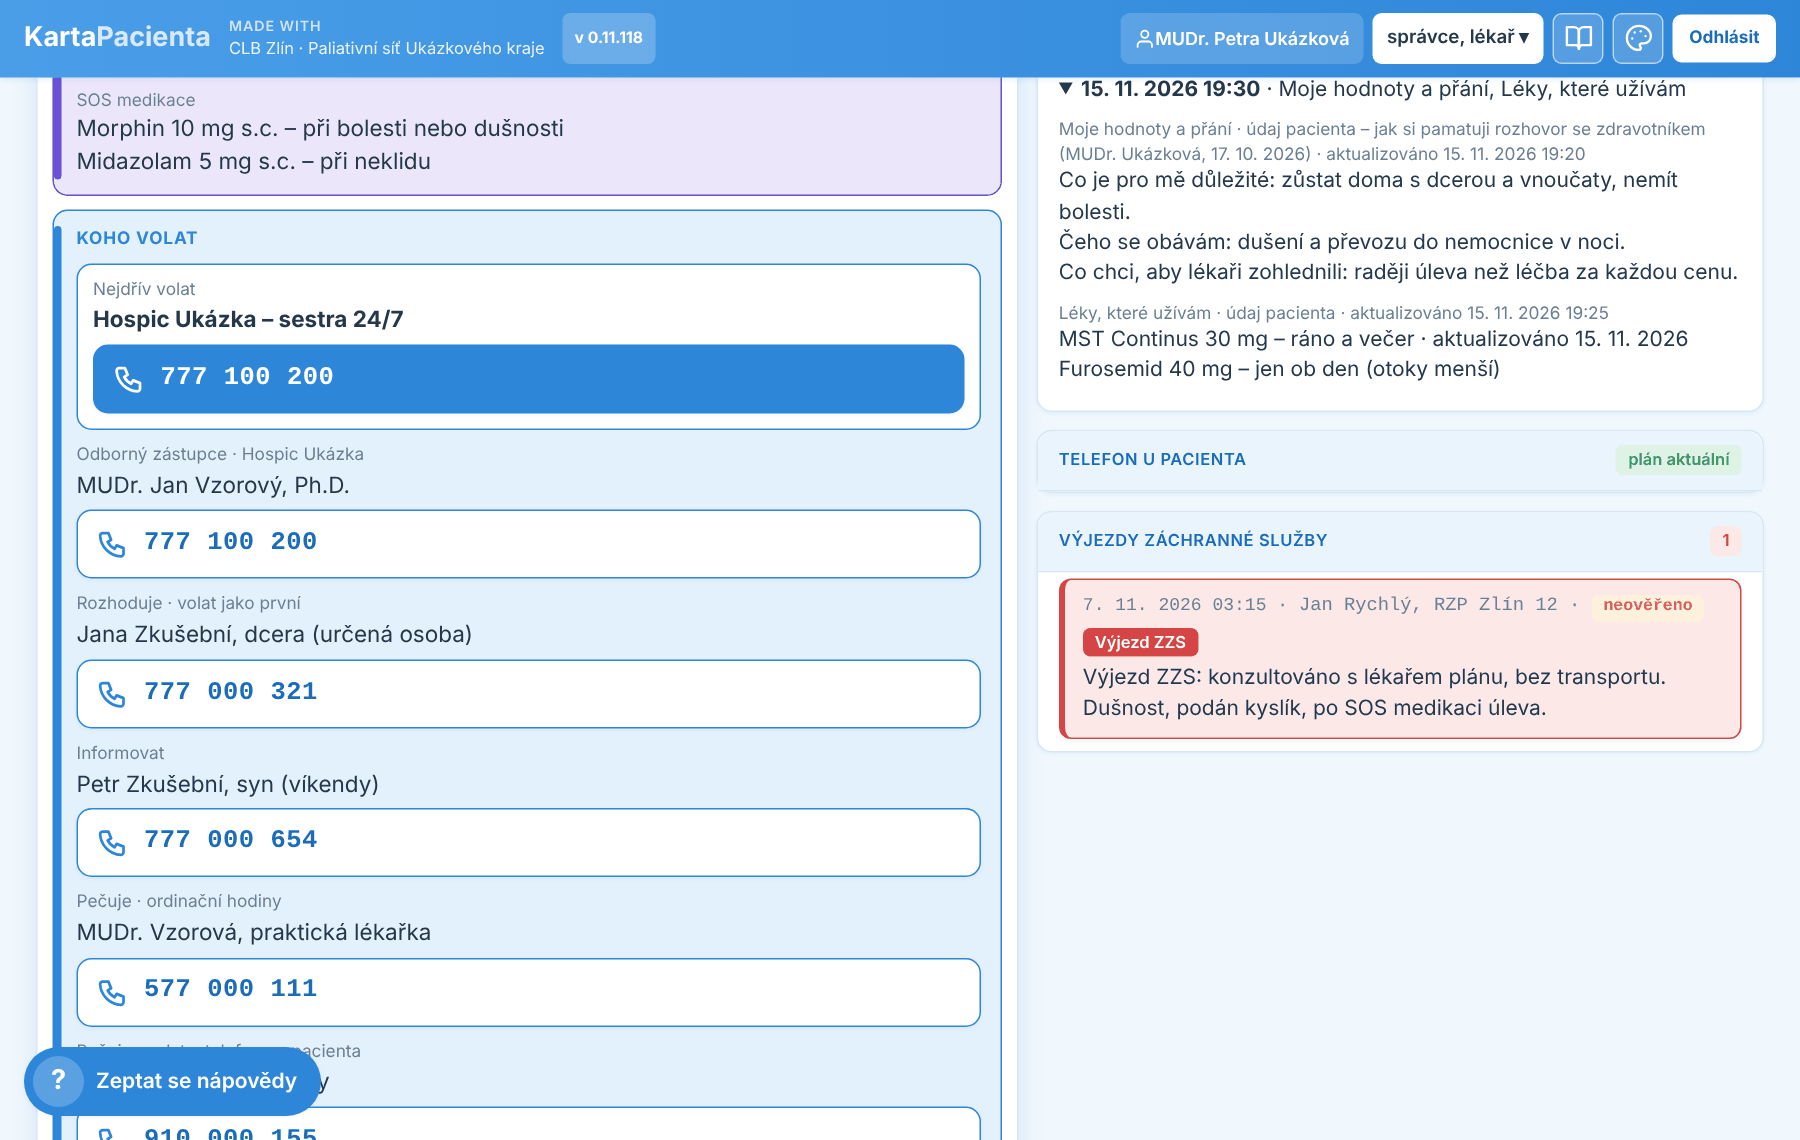 KartaPacienta
MADE WITH
CLB Zlín · Paliativní síť Ukázkového kraje
v 0.11.118
MUDr. Petra Ukázková
správce, lékař ▾
Odhlásit
SOS medikace
Morphin 10 mg s.c. – při bolesti nebo dušnosti
Midazolam 5 mg s.c. – při neklidu
KOHO VOLAT
Nejdřív volat
Hospic Ukázka – sestra 24/7
777 100 200
Odborný zástupce · Hospic Ukázka
MUDr. Jan Vzorový, Ph.D.
777 100 200
Rozhoduje · volat jako první
Jana Zkušební, dcera (určená osoba)
777 000 321
Informovat
Petr Zkušební, syn (víkendy)
777 000 654
Pečuje · ordinační hodiny
MUDr. Vzorová, praktická lékařka
577 000 111
pacienta
y
910 000 155
? Zeptat se nápovědy
▼ 15. 11. 2026 19:30 · Moje hodnoty a přání, Léky, které užívám
Moje hodnoty a přání · údaj pacienta – jak si pamatuji rozhovor se zdravotníkem
(MUDr. Ukázková, 17. 10. 2026) · aktualizováno 15. 11. 2026 19:20
Co je pro mě důležité: zůstat doma s dcerou a vnoučaty, nemít
bolesti.
Čeho se obávám: dušení a převozu do nemocnice v noci.
Co chci, aby lékaři zohlednili: raději úleva než léčba za každou cenu.
Léky, které užívám · údaj pacienta · aktualizováno 15. 11. 2026 19:25
MST Continus 30 mg – ráno a večer · aktualizováno 15. 11. 2026
Furosemid 40 mg – jen ob den (otoky menší)
TELEFON U PACIENTA
plán aktuální
VÝJEZDY ZÁCHRANNÉ SLUŽBY
1
7. 11. 2026 03:15 · Jan Rychlý, RZP Zlín 12 · neověřeno
Výjezd ZZS
Výjezd ZZS: konzultováno s lékařem plánu, bez transportu.
Dušnost, podán kyslík, po SOS medikaci úleva.